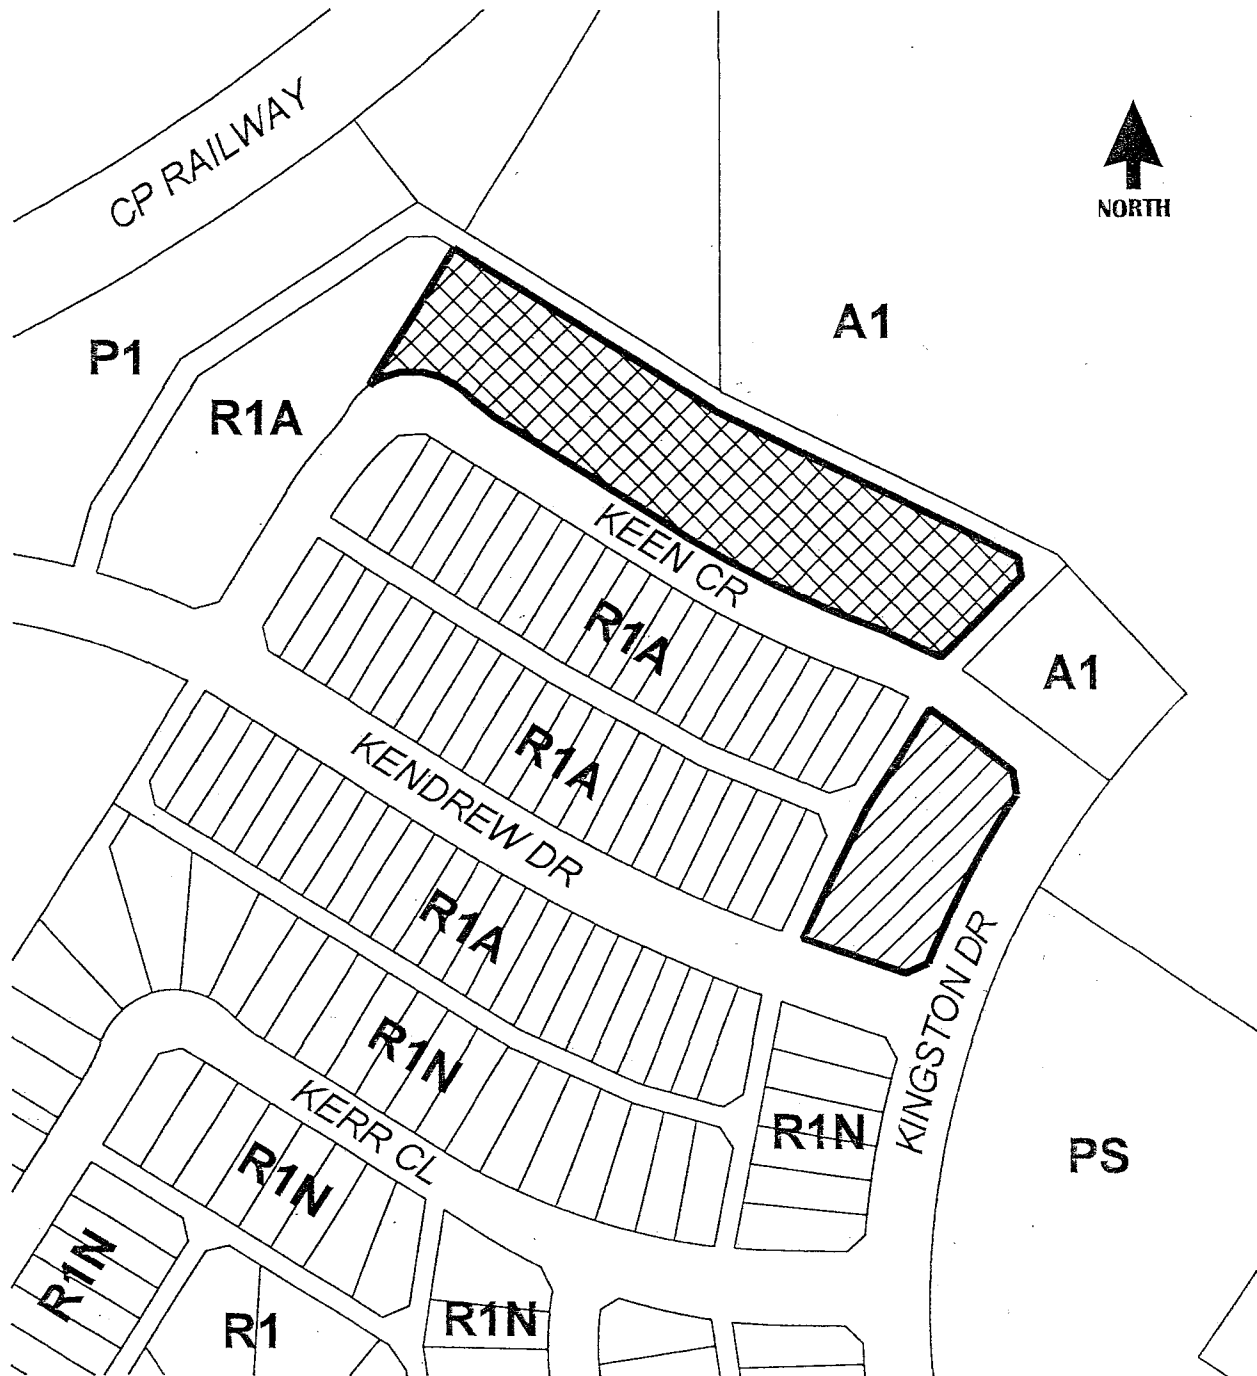 CP RAILWAY
NORTH
A1
P1
R1A
KEEN CR
R1A
A1
R1A
KENDREW DR
R1A
KINGSTON DR
R1N
R1N
KERR CL
PS
R1N
R1N
R1N
R1